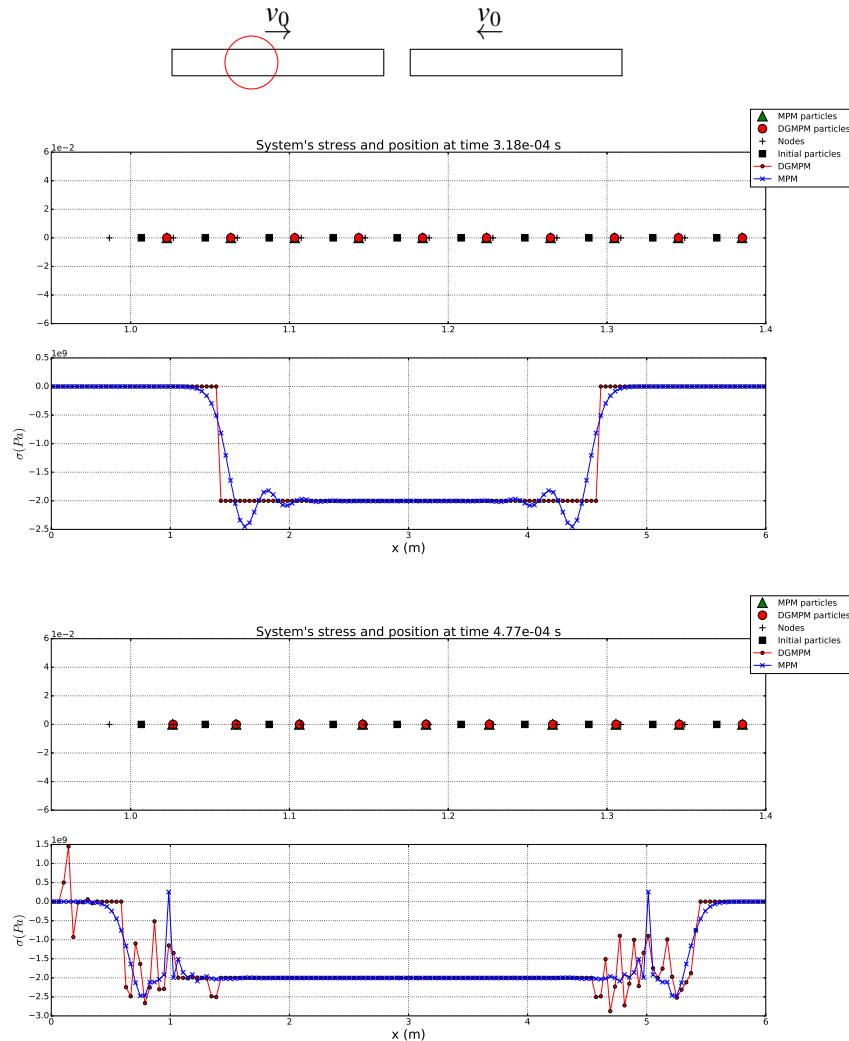 v₀ v₀
MPM particles
DGMPM particles
Nodes
Initial particles
DGMPM
MPM
System's stress and position at time 3.18e-04 s
6 1e−2
4
2
0
−2
−4
−6
1.0 1.1 1.2 1.3 1.4
0.5 1e9
0.0
−0.5
−1.0
−1.5
−2.0
−2.5
σ(Pa)
1 2 3 4 5 6
x (m)
MPM particles
DGMPM particles
Nodes
Initial particles
DGMPM
MPM
System's stress and position at time 4.77e-04 s
6 1e−2
4
2
0
−2
−4
−6
1.0 1.1 1.2 1.3 1.4
1.5 1e9
1.0
0.5
0.0
−0.5
−1.0
−1.5
−2.0
−2.5
−3.0
σ(Pa)
1 2 3 4 5 6
x (m)